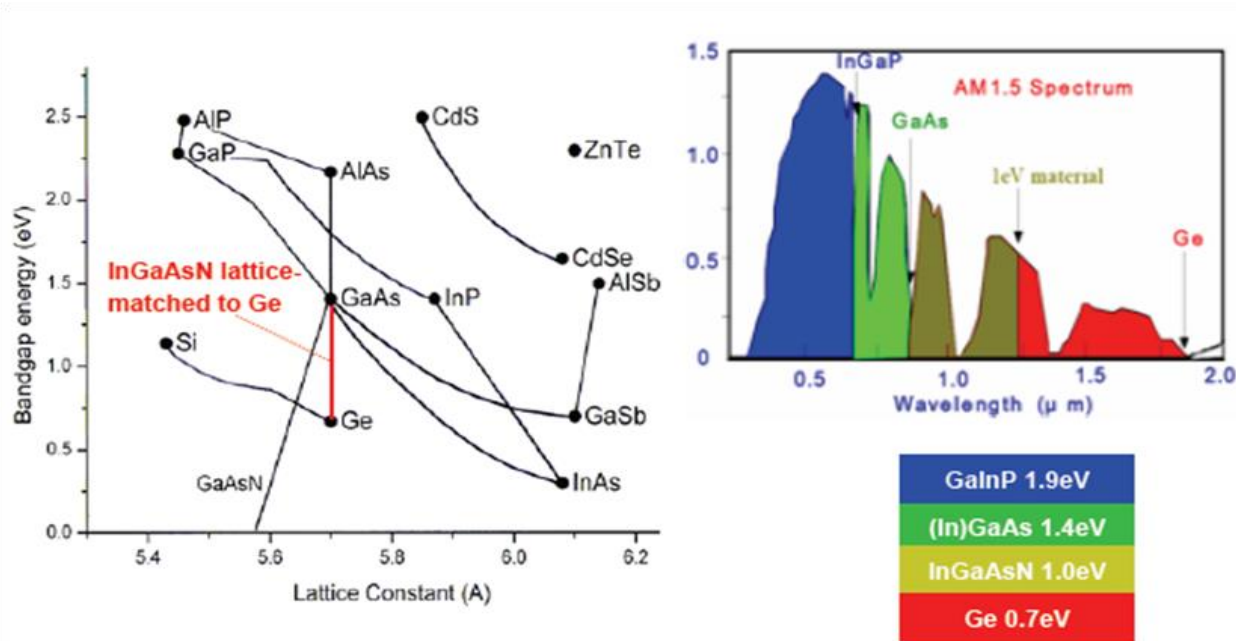 Bandgap energy (eV)
2.5
2.0
1.5
1.0
0.5
0.0
AlP
GaP
AlAs
CdS
ZnTe
CdSe
AlSb
InGaAsN lattice-
matched to Ge
GaAs
InP
Si
Ge
GaSb
GaAsN
InAs
5.4
5.6
5.8
6.0
6.2
Lattice Constant (A)
1.5
1.0
0.5
0
InGaP
AM1.5 Spectrum
GaAs
1eV material
Ge
0.5
1.0
1.5
2.0
Wavelength (μ m)
GaInP 1.9eV
(In)GaAs 1.4eV
InGaAsN 1.0eV
Ge 0.7eV